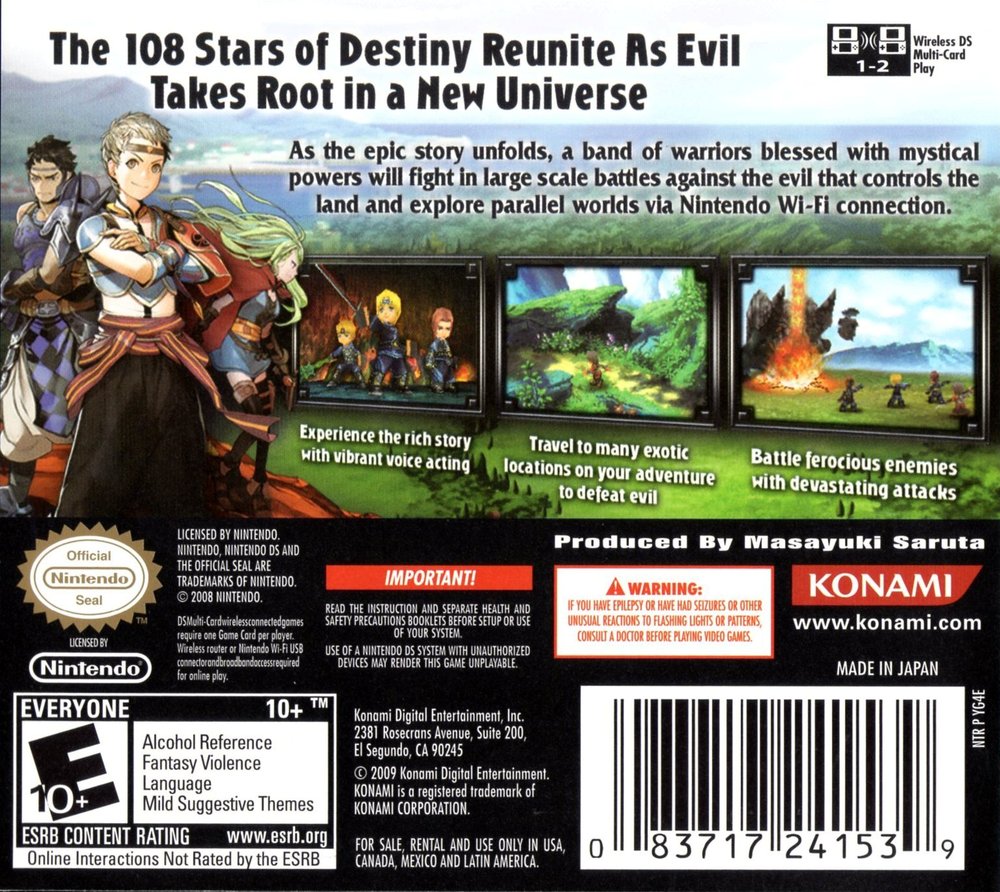 The 108 Stars of Destiny Reunite As Evil
Takes Root in a New Universe
1-2
Wireless DS
Multi-Card
Play
As the epic story unfolds, a band of warriors blessed with mystical
powers will fight in large scale battles against the evil that controls the
land and explore parallel worlds via Nintendo Wi-Fi connection.
Experience the rich story
with vibrant voice acting
Travel to many exotic
locations on your adventure
to defeat evil
Battle ferocious enemies
with devastating attacks
Official
Nintendo
Seal
TM
LICENSED BY
Nintendo®
LICENSED BY NINTENDO.
NINTENDO, NINTENDO DS AND
THE OFFICIAL SEAL ARE
TRADEMARKS OF NINTENDO.
© 2008 NINTENDO.
DSMulti-Cardwirelessconnectedgames
require one Game Card per player.
Wireless router or Nintendo Wi-Fi USB
connectorandbroadbandaccessrequired
for online play.
IMPORTANT!
READ THE INSTRUCTION AND SEPARATE HEALTH AND
SAFETY PRECAUTIONS BOOKLETS BEFORE SETUP OR USE
OF YOUR SYSTEM.
USE OF A NINTENDO DS SYSTEM WITH UNAUTHORIZED
DEVICES MAY RENDER THIS GAME UNPLAYABLE.
Produced By Masayuki Saruta
WARNING:
IF YOU HAVE EPILEPSY OR HAVE HAD SEIZURES OR OTHER
UNUSUAL REACTIONS TO FLASHING LIGHTS OR PATTERNS,
CONSULT A DOCTOR BEFORE PLAYING VIDEO GAMES.
KONAMI
www.konami.com
MADE IN JAPAN
EVERYONE 10+ TM
E
10+
Alcohol Reference
Fantasy Violence
Language
Mild Suggestive Themes
ESRB CONTENT RATING www.esrb.org
Online Interactions Not Rated by the ESRB
Konami Digital Entertainment, Inc.
2381 Rosecrans Avenue, Suite 200,
El Segundo, CA 90245
© 2009 Konami Digital Entertainment.
KONAMI is a registered trademark of
KONAMI CORPORATION.
FOR SALE, RENTAL AND USE ONLY IN USA,
CANADA, MEXICO AND LATIN AMERICA.
NTR P YG4E
0 83717 24153 9